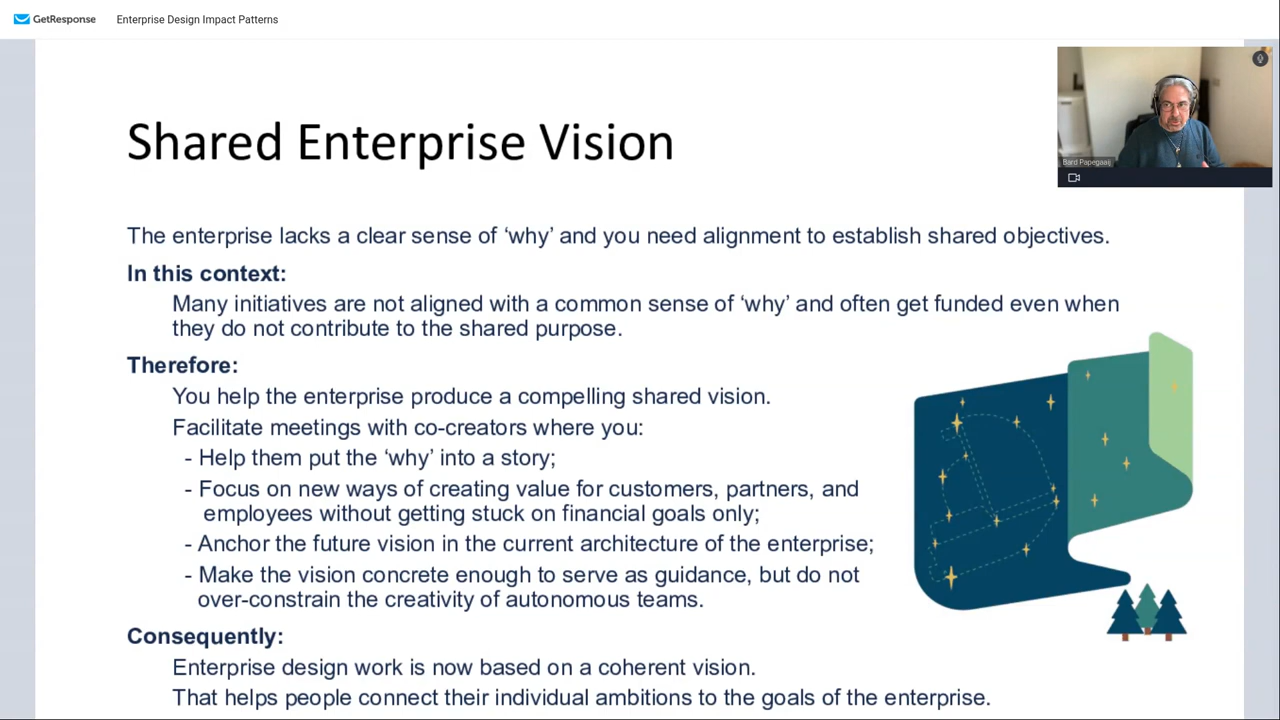 GetResponse Enterprise Design Impact Patterns
Shared Enterprise Vision
Bard Papegaaij
The enterprise lacks a clear sense of ‘why’ and you need alignment to establish shared objectives.
In this context:
Many initiatives are not aligned with a common sense of ‘why’ and often get funded even when
they do not contribute to the shared purpose.
Therefore:
You help the enterprise produce a compelling shared vision.
Facilitate meetings with co-creators where you:
- Help them put the ‘why’ into a story;
- Focus on new ways of creating value for customers, partners, and
employees without getting stuck on financial goals only;
- Anchor the future vision in the current architecture of the enterprise;
- Make the vision concrete enough to serve as guidance, but do not
over-constrain the creativity of autonomous teams.
Consequently:
Enterprise design work is now based on a coherent vision.
That helps people connect their individual ambitions to the goals of the enterprise.